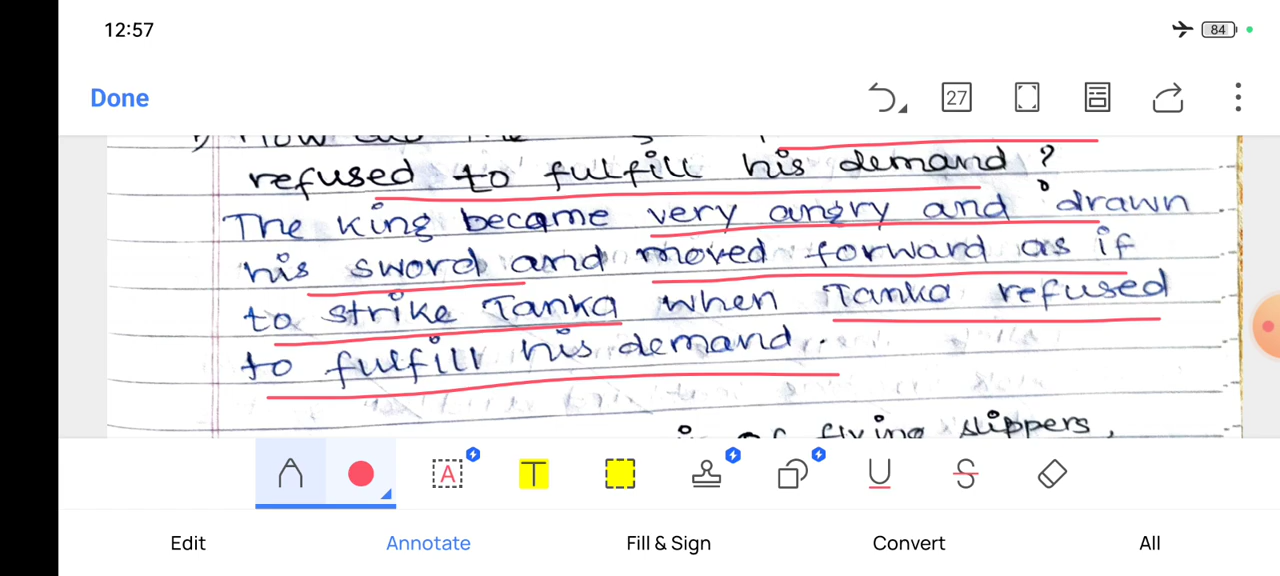 12:57
84
Done
27
refused to fulfill his demand ?
The king became very angry and drawn
his sword and moved forward as if
to strike Tanka when Tanka refused
to fulfill his demand.
of flying slippers,
A
T
U
S
Edit
Annotate
Fill & Sign
Convert
All